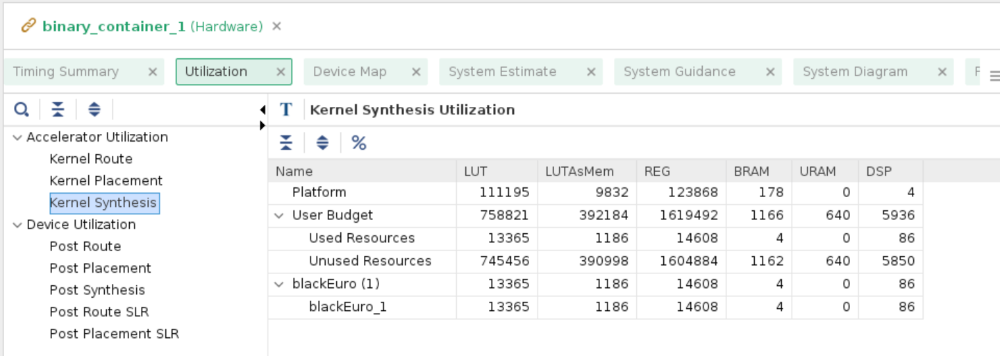 binary_container_1 (Hardware)
Timing Summary Utilization Device Map System Estimate System Guidance System Diagram
T Kernel Synthesis Utilization
Accelerator Utilization
Kernel Route
Kernel Placement
Kernel Synthesis
Device Utilization
Post Route
Post Placement
Post Synthesis
Post Route SLR
Post Placement SLR
%
Name LUT LUTAsMem REG BRAM URAM DSP
Platform 111195 9832 123868 178 0 4
User Budget 758821 392184 1619492 1166 640 5936
Used Resources 13365 1186 14608 4 0 86
Unused Resources 745456 390998 1604884 1162 640 5850
blackEuro (1) 13365 1186 14608 4 0 86
blackEuro_1 13365 1186 14608 4 0 86